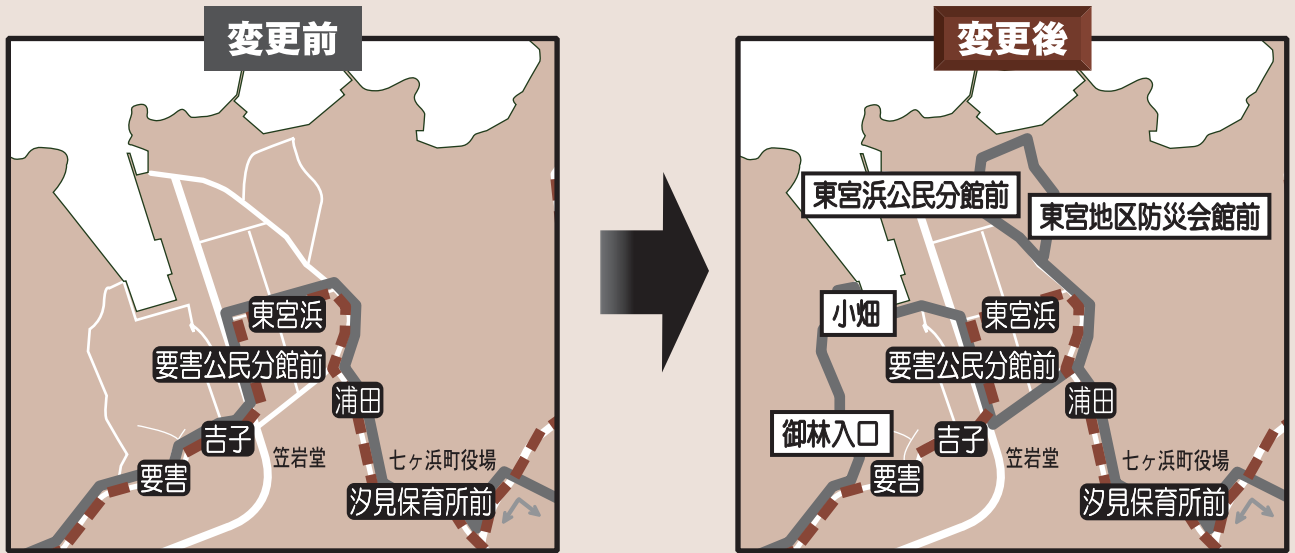 変更前
東宮浜
要害公民分館前
浦田
吉子
笠岩堂
七ヶ浜町役場
要害
汐見保育所前
変更後
東宮浜公民分館前
東宮地区防災会館前
小畑
東宮浜
要害公民分館前
浦田
御林入口
吉子
笠岩堂
七ヶ浜町役場
要害
汐見保育所前